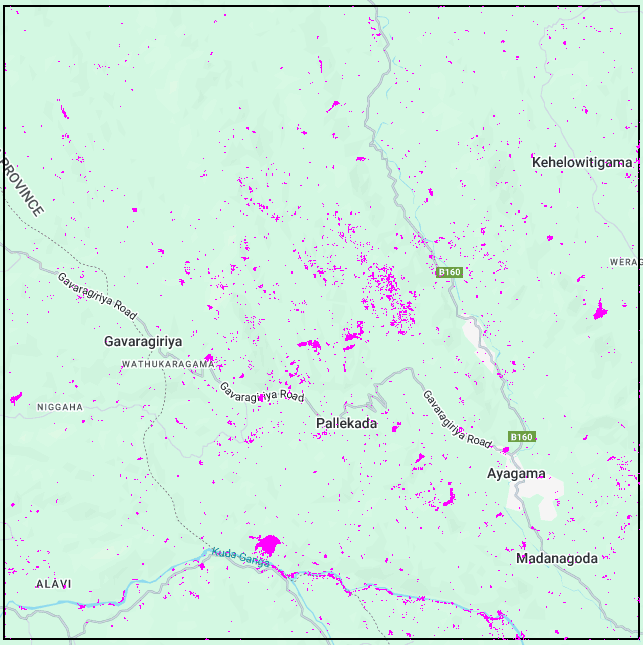 Kehelowitigama
PROVINCE
WERAG
B160
Gavaragiriya Road
Gavaragiriya
WATHUKARAGAMA
Gavaragiriya Road
NIGGAHA
Gavaragiriya Road
Pallekada
B160
Ayagama
Kuda Ganga
Madanagoda
ALAVI